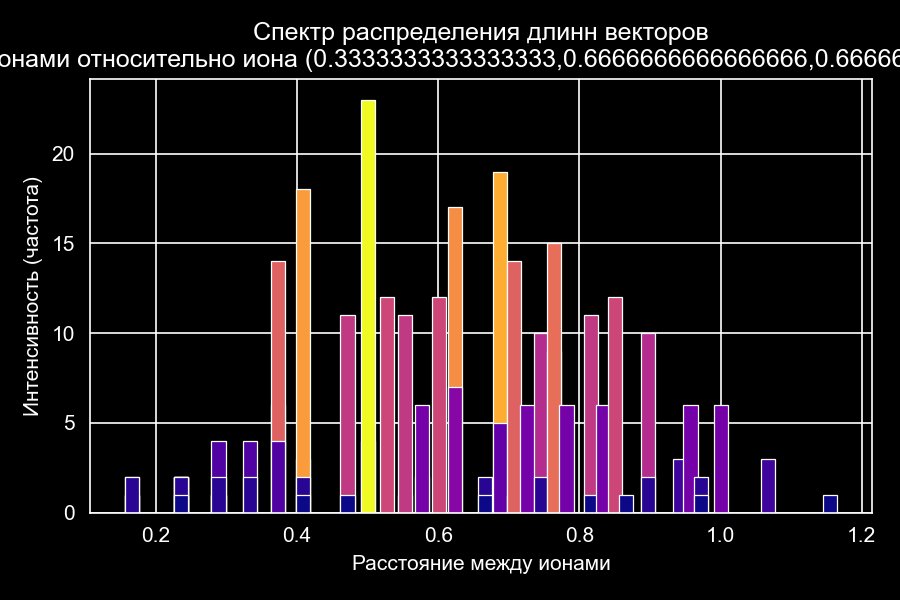 Спектр распределения длинн векторов
онами относительно иона (0.3333333333333333,0.6666666666666666,0.66666
Интенсивность (частота)
20
15
10
5
0
0.2 0.4 0.6 0.8 1.0 1.2
Расстояние между ионами